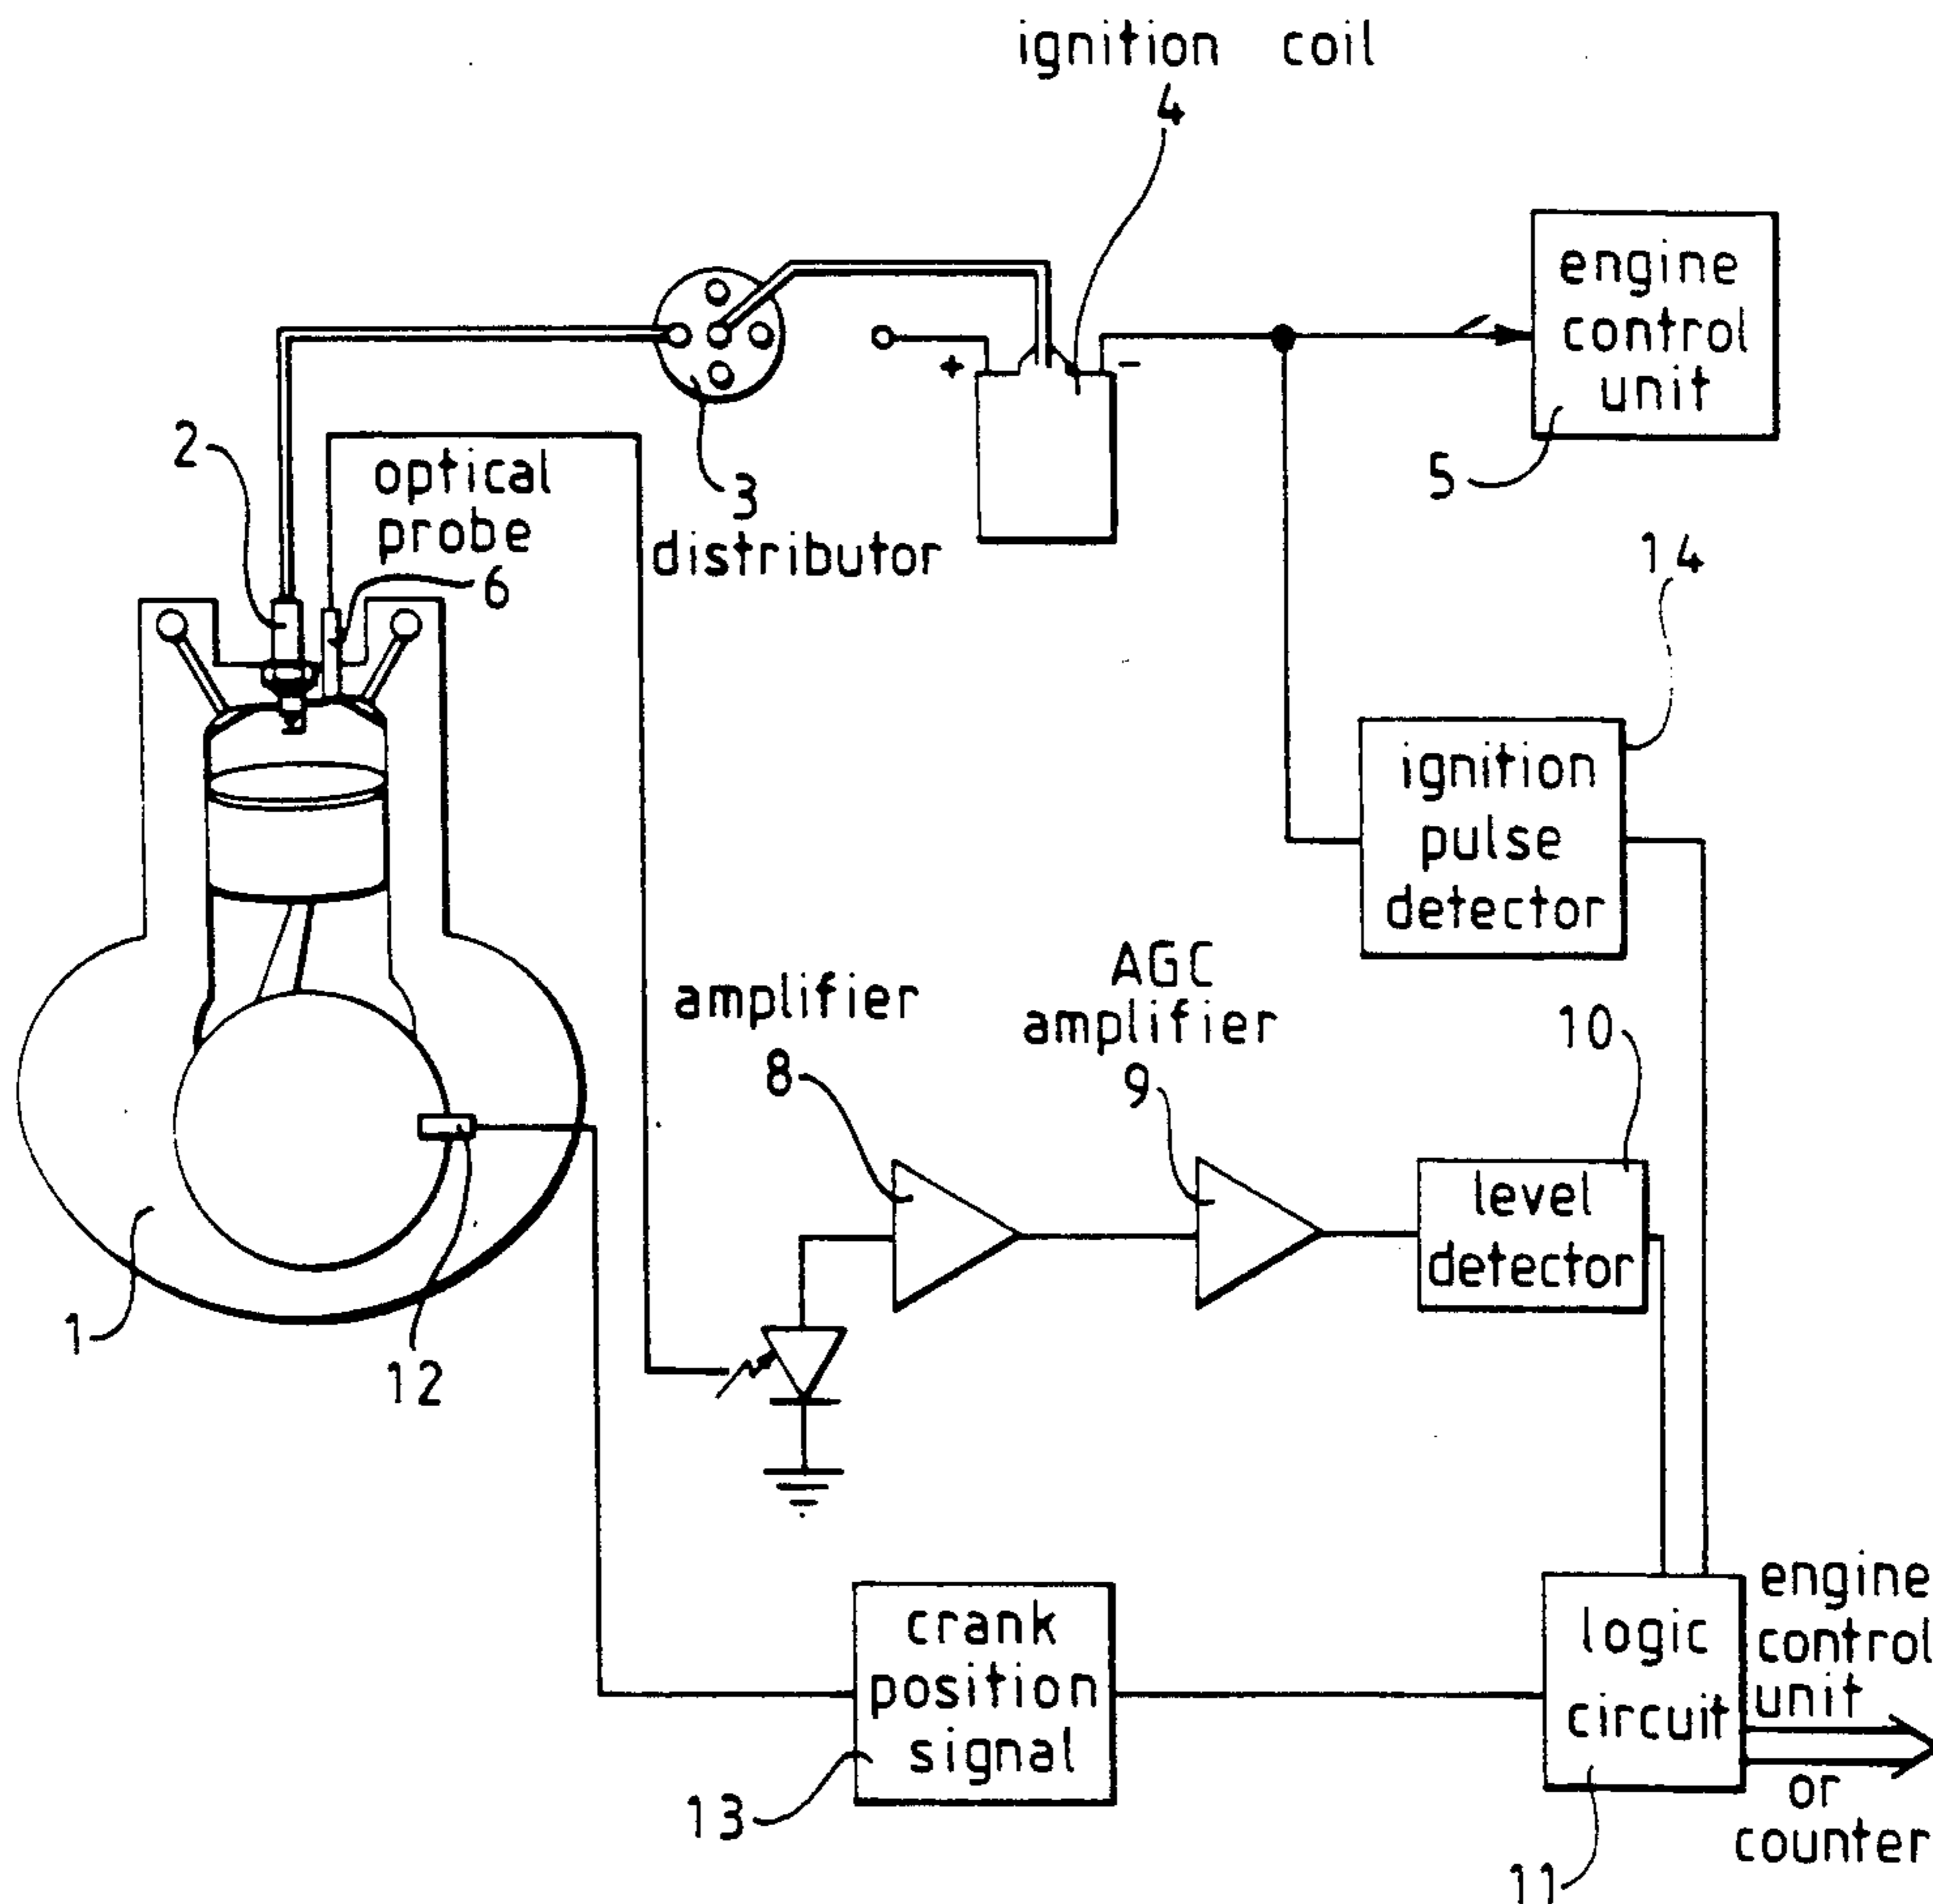 ignition coil
4
engine
control
unit
5
2
optical
probe
6
3
distributor
+
-
14
ignition
pulse
detector
amplifier
8
AGC
amplifier
9
10
level
detector
1
12
crank
position
signal
13
logic
circuit
11
engine
control
unit
or
counter